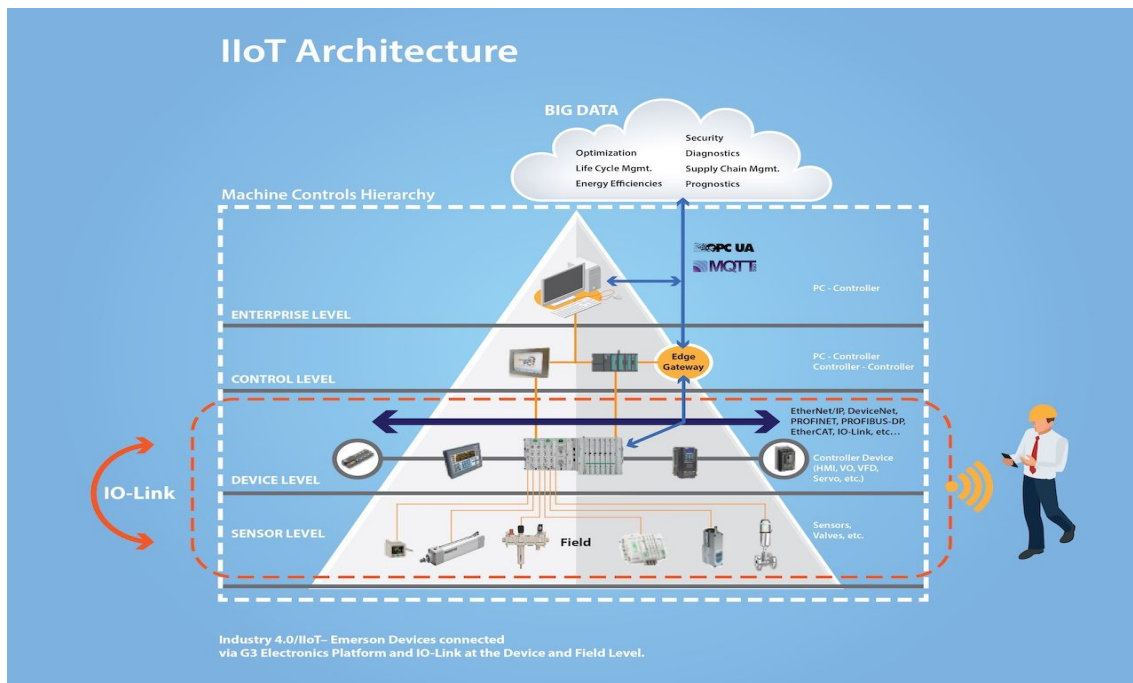 IIoT Architecture
BIG DATA
Security
Optimization
Diagnostics
Life Cycle Mgmt.
Supply Chain Mgmt.
Energy Efficiencies
Prognostics
Machine Controls Hierarchy
OPC UA
MQTT
PC - Controller
ENTERPRISE LEVEL
Edge
Gateway
PC - Controller
Controller - Controller
CONTROL LEVEL
EtherNet/IP, DeviceNet,
PROFINET, PROFIBUS-DP,
EtherCAT, IO-Link, etc...
Controller Device
(HMI, VO, VFD,
Servo, etc.)
DEVICE LEVEL
IO-Link
SENSOR LEVEL
Field
Sensors,
Valves, etc.
Industry 4.0/IIoT– Emerson Devices connected
via G3 Electronics Platform and IO-Link at the Device and Field Level.